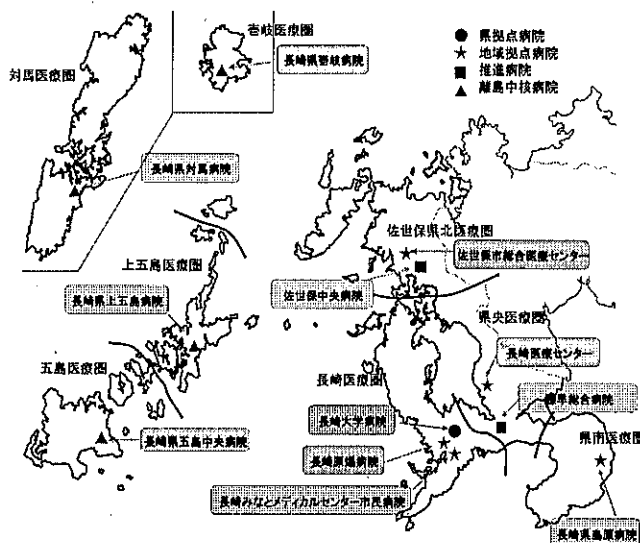 壱岐医療圏
対馬医療圏
長崎県壱岐病院
県拠点病院
地域拠点病院
推進病院
離島中核病院
長崎県対馬病院
上五島医療圏
佐世保県北医療圏
佐世保市総合医療センター
長崎県上五島病院
佐世保中央病院
県央医療圏
五島医療圏
長崎医療圏
長崎医療センター
諫早総合病院
長崎大学病院
長崎県五島中央病院
長崎原爆病院
県南医療圏
長崎みなとメディカルセンター市民病院
長崎県島原病院